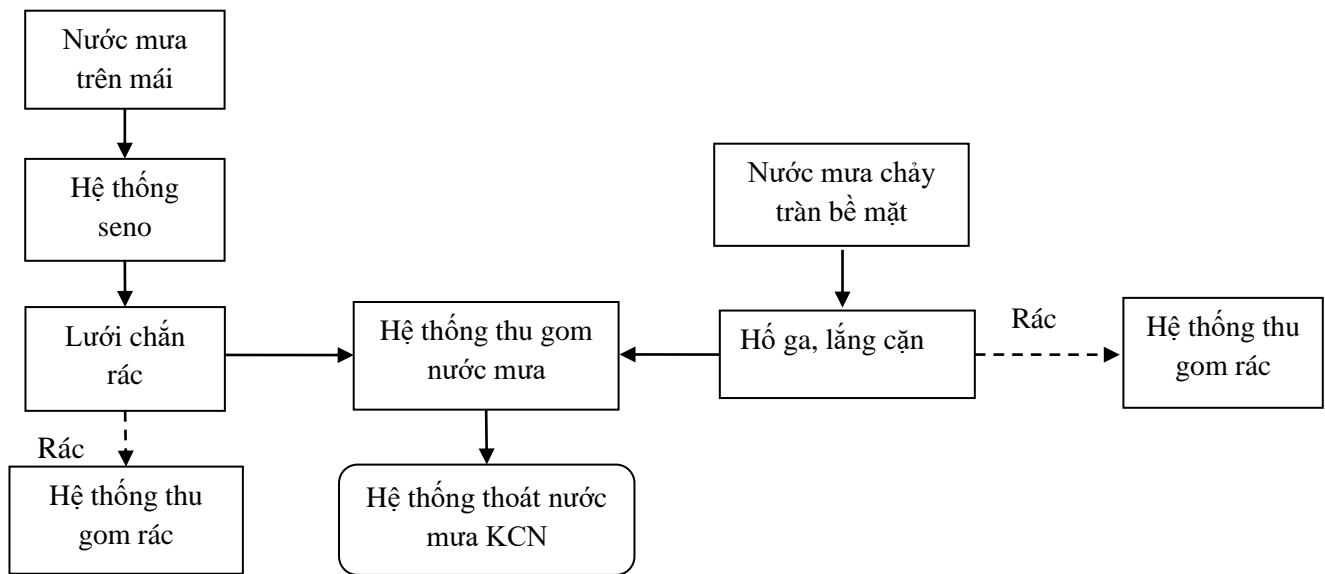 Nước mưa
trên mái
Hệ thống
seno
Nước mưa chảy
tràn bề mặt
Lưới chắn
rác
Hệ thống thu gom
nước mưa
Hố ga, lắng cặn
Rác
Hệ thống thu
gom rác
Rác
Hệ thống thu
gom rác
Hệ thống thoát nước
mưa KCN